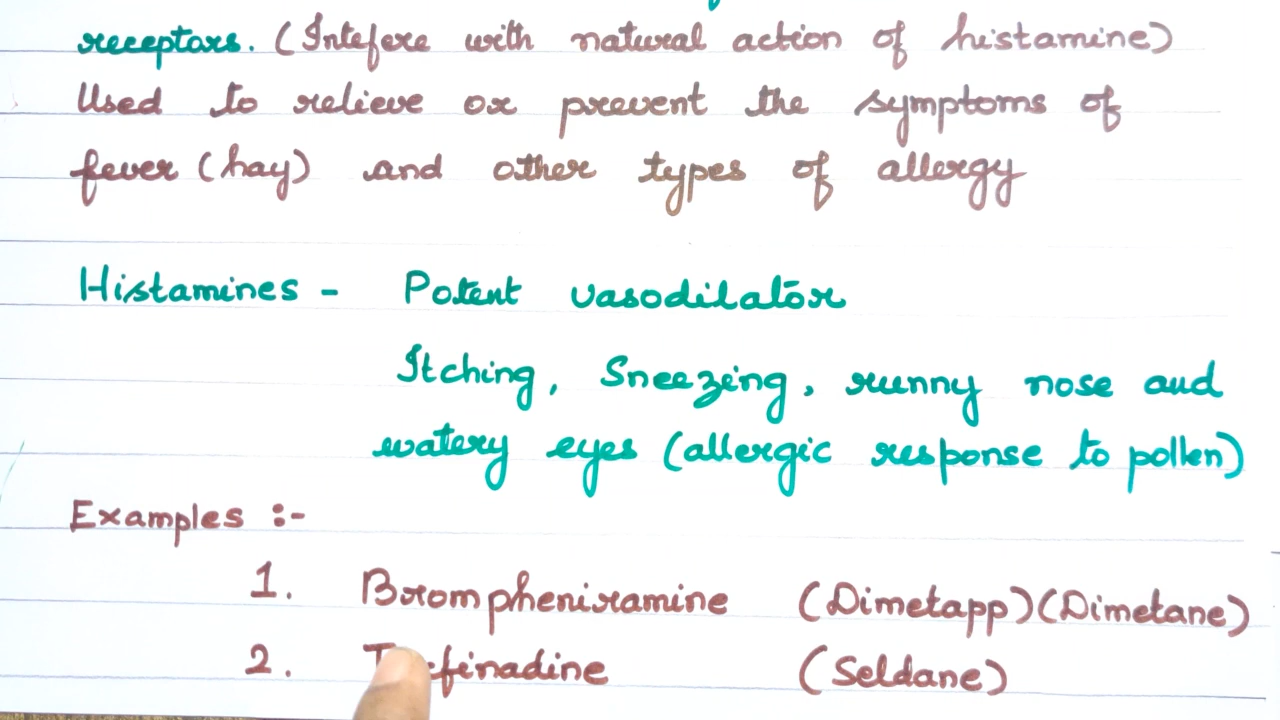 receptors. (Intefere with natural action of histamine)
Used to relieve or prevent the symptoms of
fever (hay) and other types of allergy
Histamines - Potent vasodilator
Itching, Sneezing, runny nose and
watery eyes (allergic response to pollen)
Examples :-
1. Brompheniramine (Dimetapp) (Dimetane)
2. (Seldane)